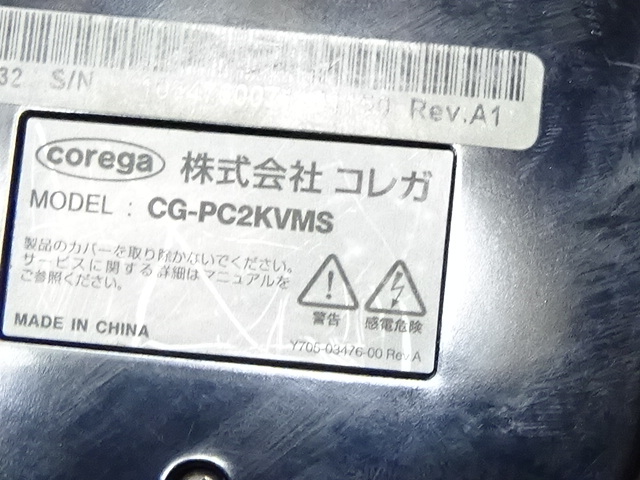 32 S/N
Rev.A1
corega 株式会社 コレガ
MODEL : CG-PC2KVMS
製品のカバーを取り除かないでください。
サービスに関する詳細はマニュアルを
ご参照ください。
警告 感電危険
MADE IN CHINA
Y705-03476-00 Rev.A